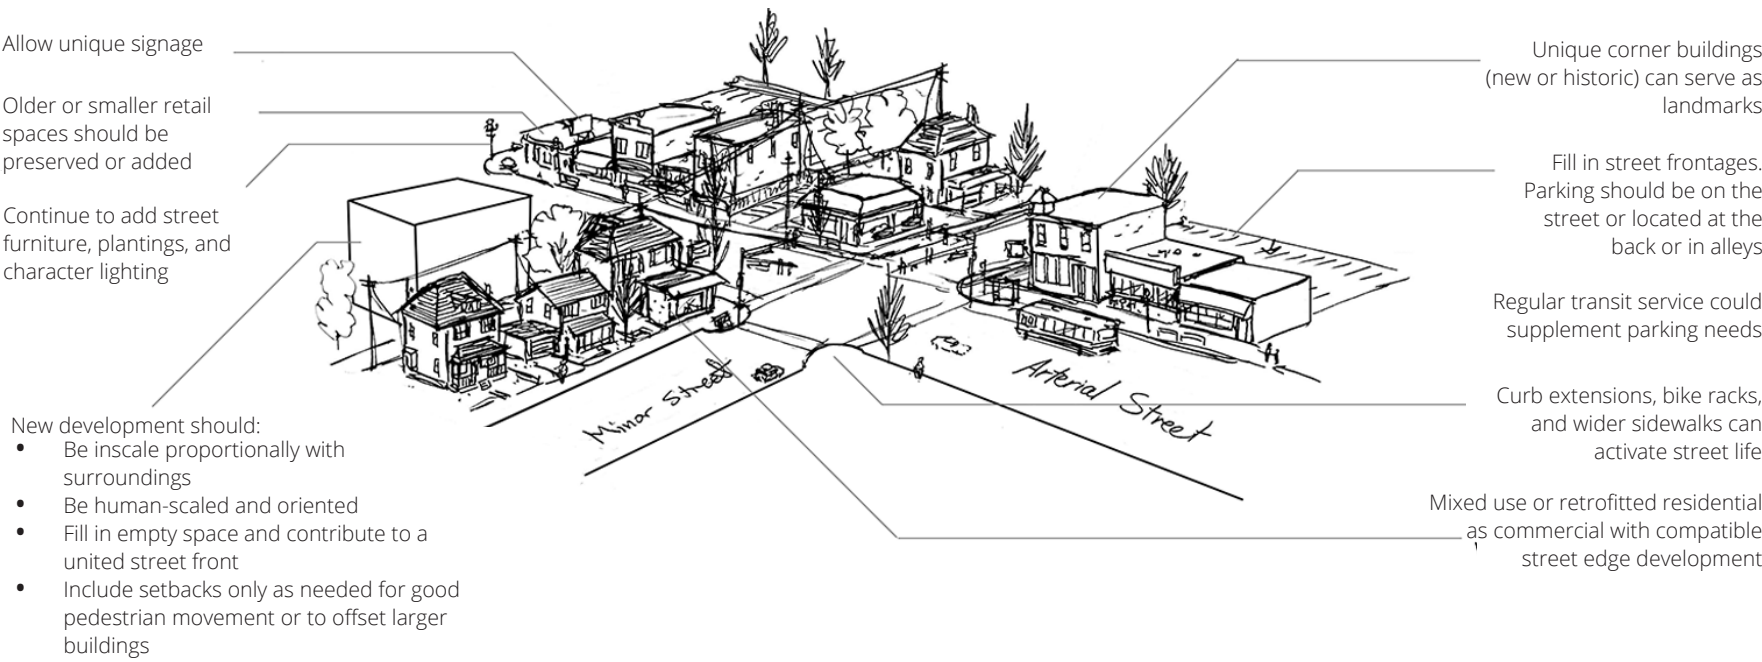 Allow unique signage
Older or smaller retail
spaces should be
preserved or added
Continue to add street
furniture, plantings, and
character lighting
New development should:
• Be inscale proportionally with
surroundings
• Be human-scaled and oriented
• Fill in empty space and contribute to a
united street front
• Include setbacks only as needed for good
pedestrian movement or to offset larger
buildings
Minor Street
Arterial Street
Unique corner buildings
(new or historic) can serve as
landmarks
Fill in street frontages.
Parking should be on the
street or located at the
back or in alleys
Regular transit service could
supplement parking needs
Curb extensions, bike racks,
and wider sidewalks can
activate street life
Mixed use or retrofitted residential
as commercial with compatible
street edge development